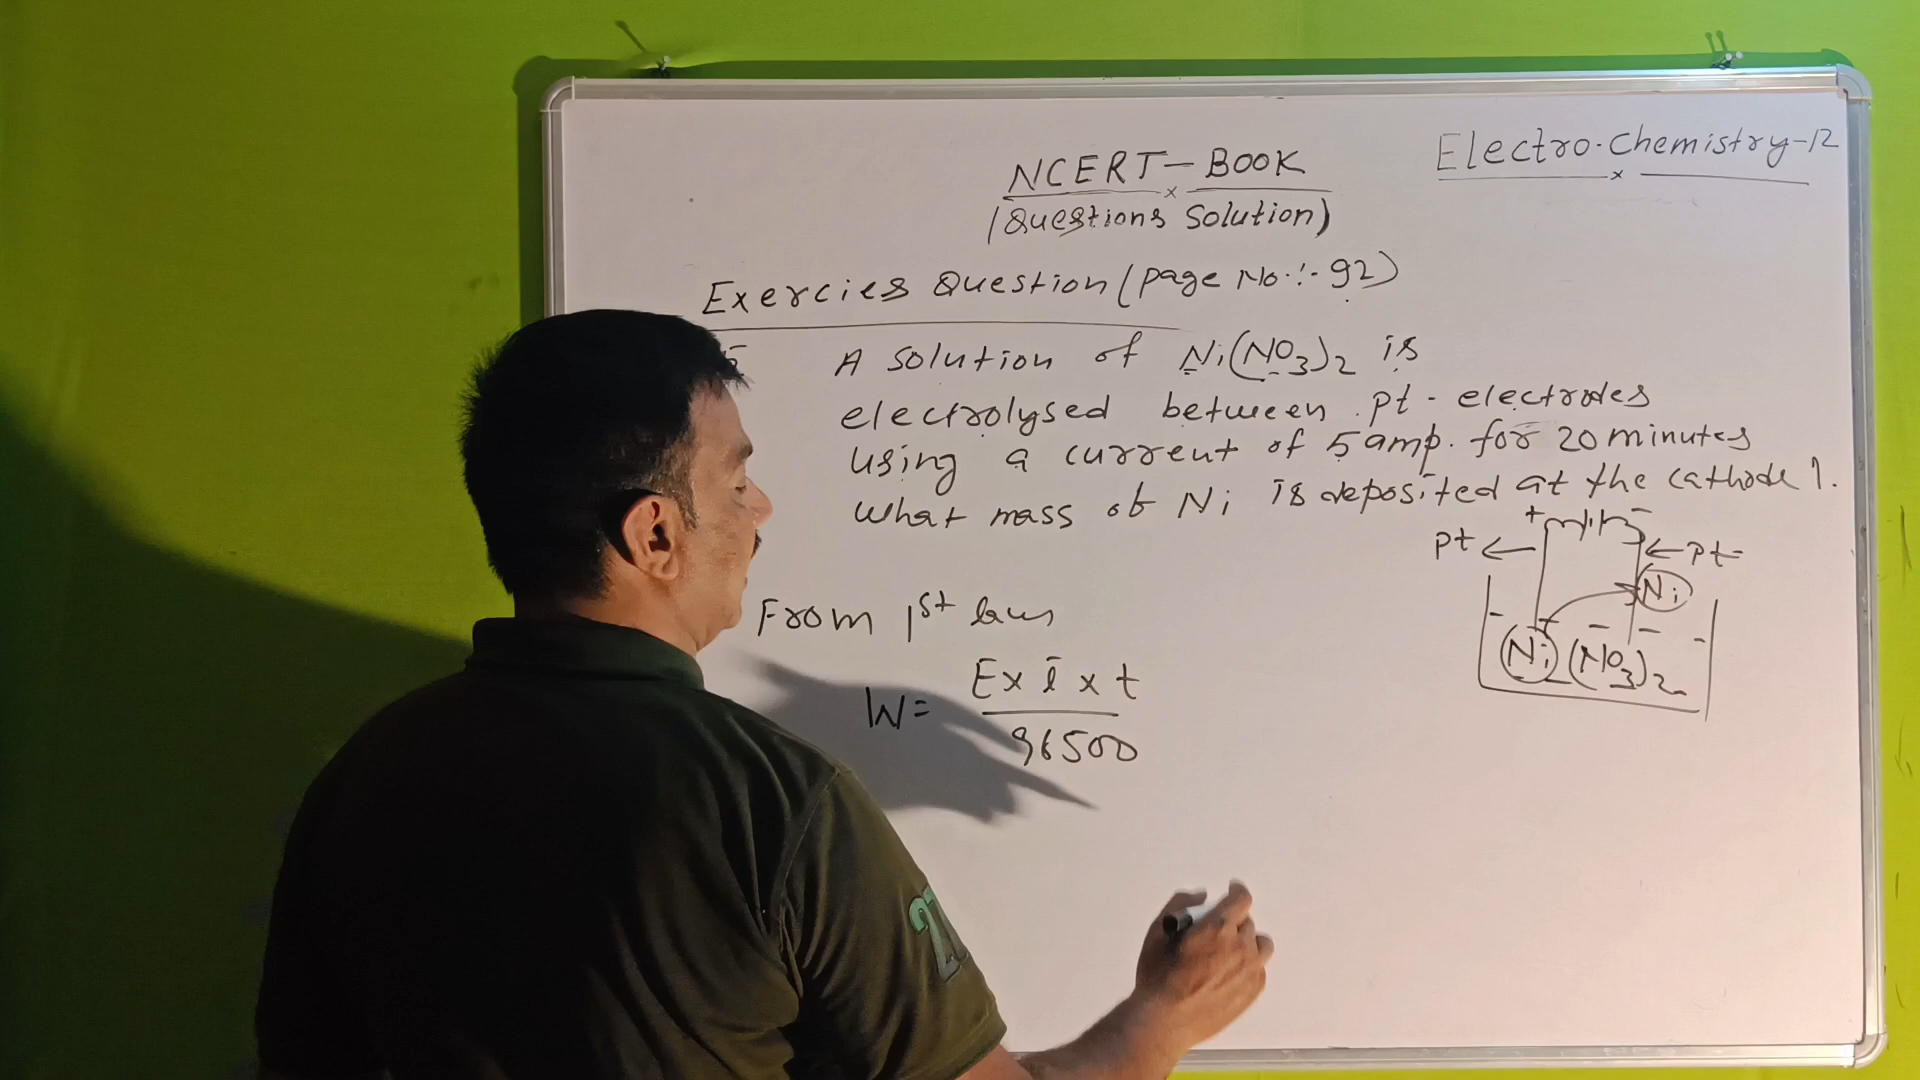 Electro-Chemistry-12
NCERT-BOOK
(Questions Solution)
Exercies Question (page No.:-92)
A solution of Ni(NO3)2 is
electrolysed between pt-electrodes
using a current of 5 amp. for 20 minutes
what mass of Ni is deposited at the cathode ?.
+ -
pt ← ← pt
Ni
Ni(NO3)2
From 1st law
W= E x i x t
96500